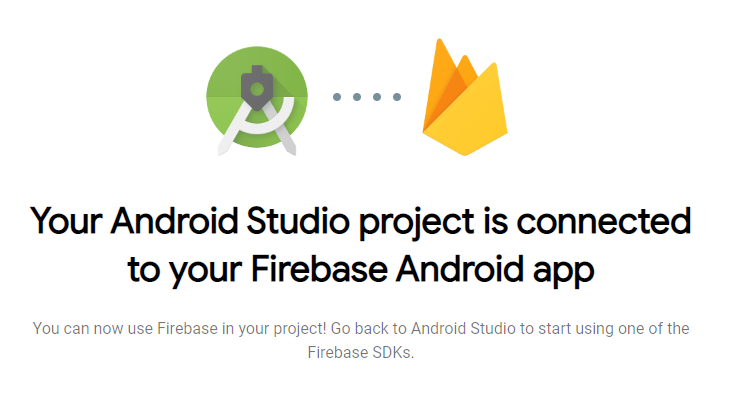 Your Android Studio project is connected
to your Firebase Android app
You can now use Firebase in your project! Go back to Android Studio to start using one of the
Firebase SDKs.